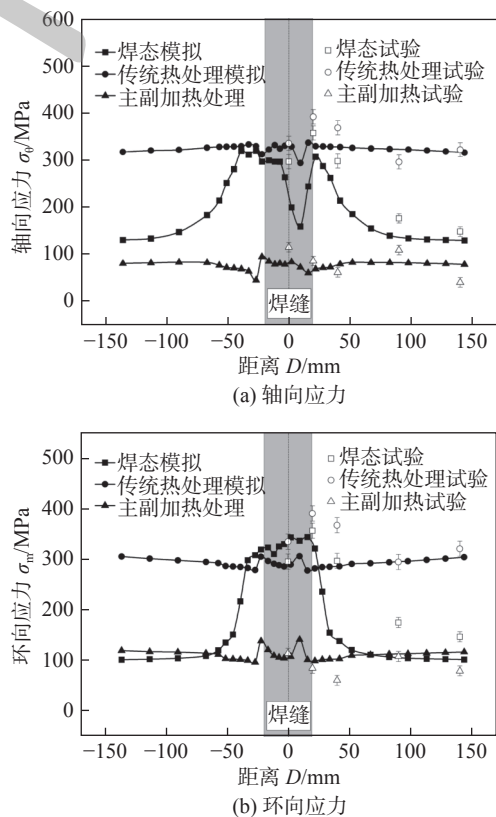 600
500
400
300
200
100
0
轴向应力 σθ/MPa
焊态模拟
传统热处理模拟
主副加热处理
焊态试验
传统热处理试验
主副加热试验
焊缝
−150 −100 −50 0 50 100 150
距离 D/mm
(a) 轴向应力
500
400
300
200
100
0
环向应力 σm/MPa
焊态模拟
传统热处理模拟
主副加热处理
焊态试验
传统热处理试验
主副加热试验
焊缝
−150 −100 −50 0 50 100 150
距离 D/mm
(b) 环向应力